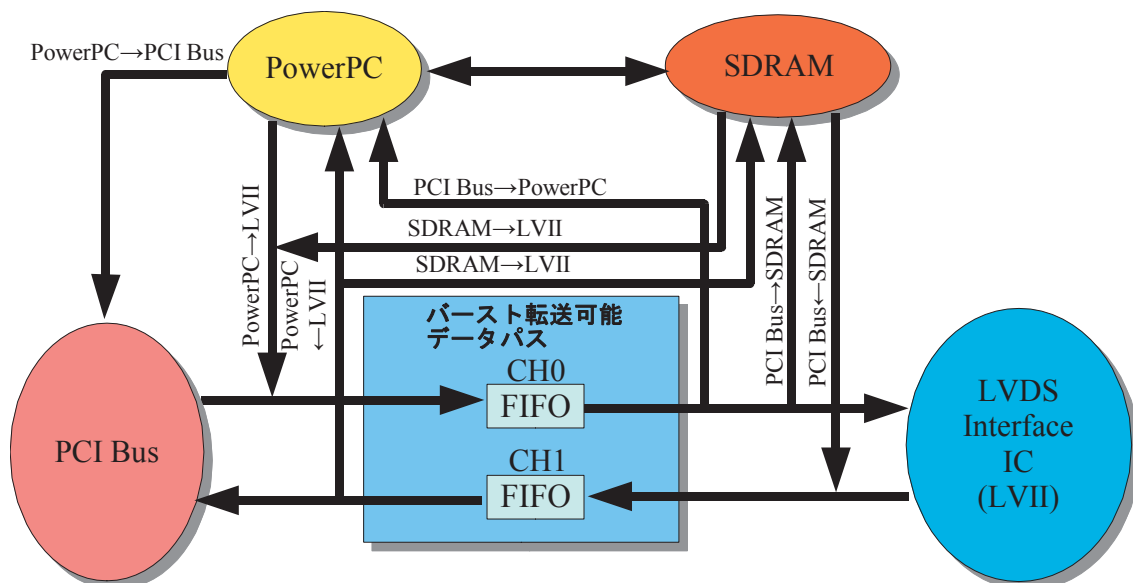 PowerPC→PCI Bus
PowerPC
SDRAM
PCI Bus→PowerPC
SDRAM→LVII
SDRAM→LVII
PowerPC→LVII
PowerPC
←LVII
PCI Bus→SDRAM
PCI Bus←SDRAM
バースト転送可能
データパス
CH0
FIFO
CH1
FIFO
PCI Bus
LVDS
Interface
IC
(LVII)